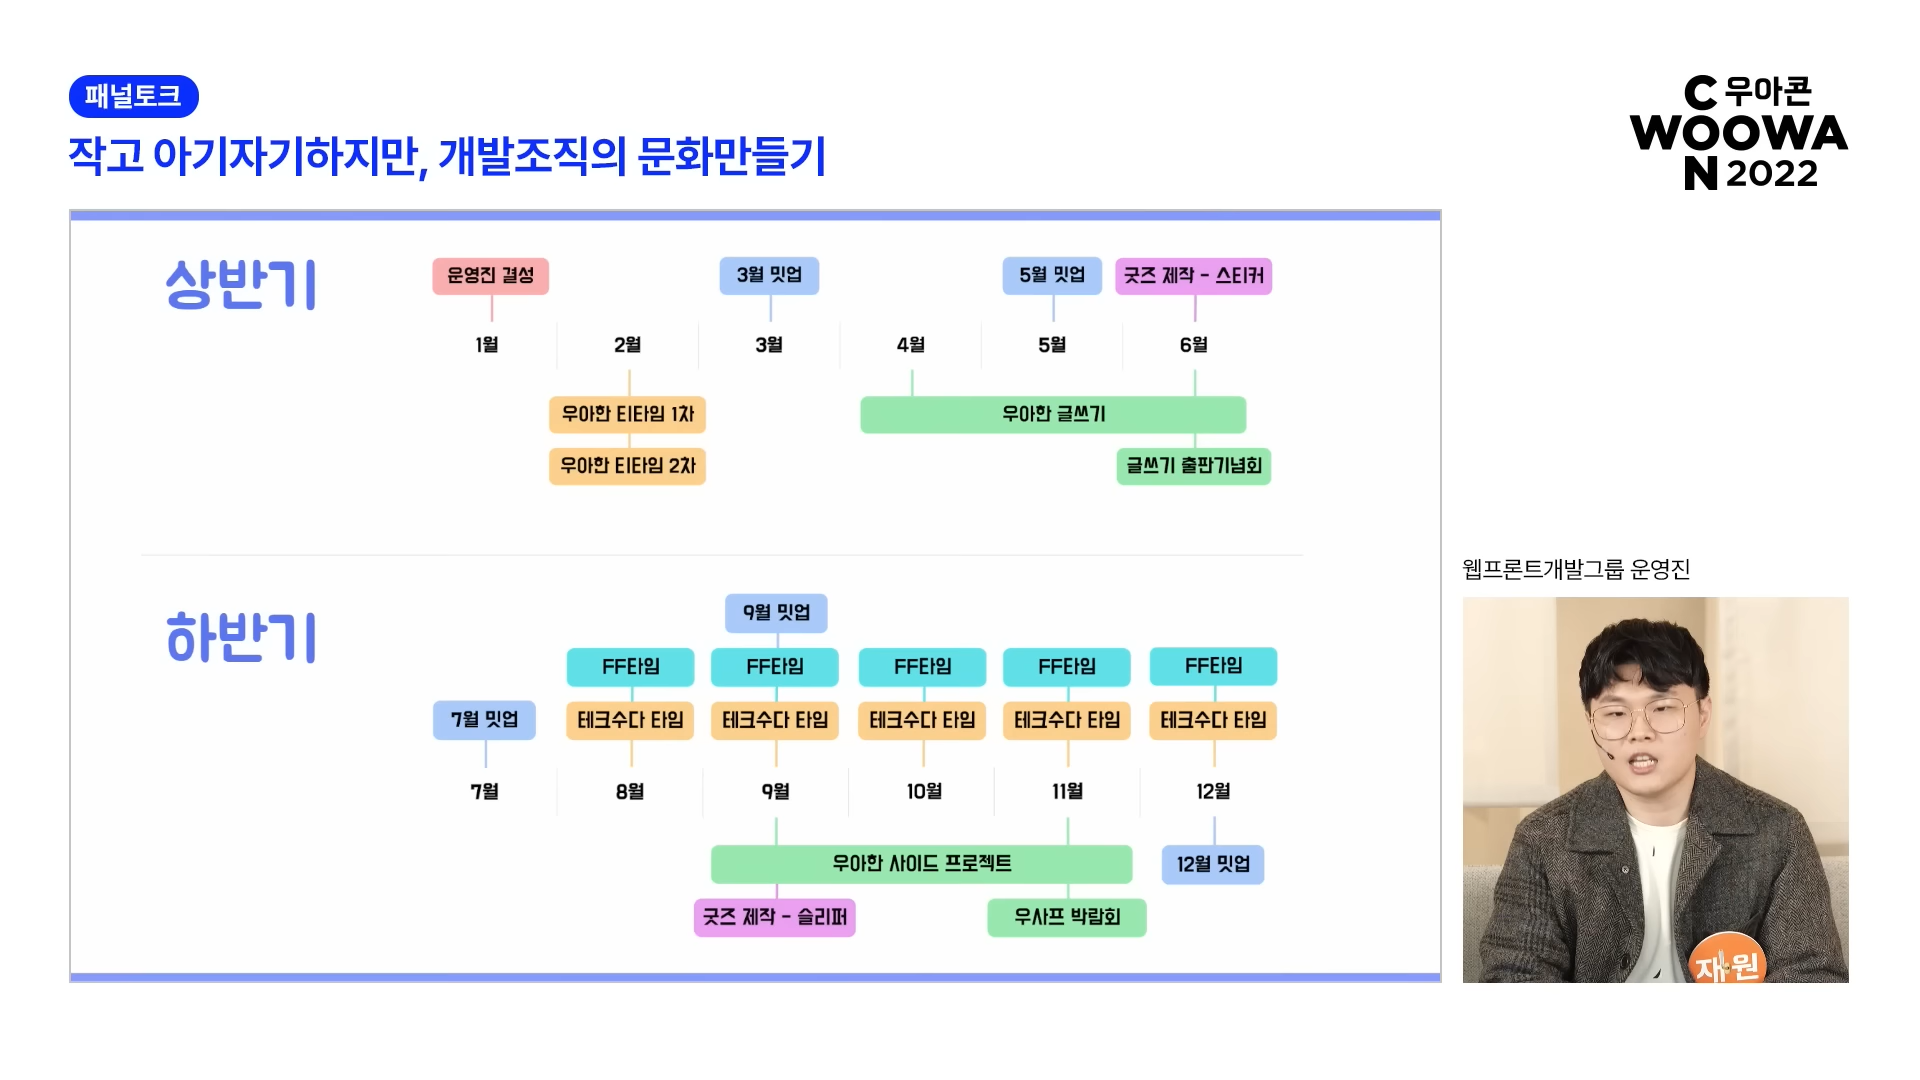 패널토크
작고 아기자기하지만, 개발조직의 문화만들기
C 우아콘
WOOWA
N 2022
상반기
운영진 결성
3월 밋업
5월 밋업
굿즈 제작 - 스티커
1월
2월
3월
4월
5월
6월
우아한 티타임 1차
우아한 글쓰기
우아한 티타임 2차
글쓰기 출판기념회
하반기
9월 밋업
FF타임
FF타임
FF타임
FF타임
FF타임
7월 밋업
테크수다 타임
테크수다 타임
테크수다 타임
테크수다 타임
테크수다 타임
7월
8월
9월
10월
11월
12월
우아한 사이드 프로젝트
12월 밋업
굿즈 제작 - 슬리퍼
우사프 박람회
웹프론트개발그룹 운영진
재원